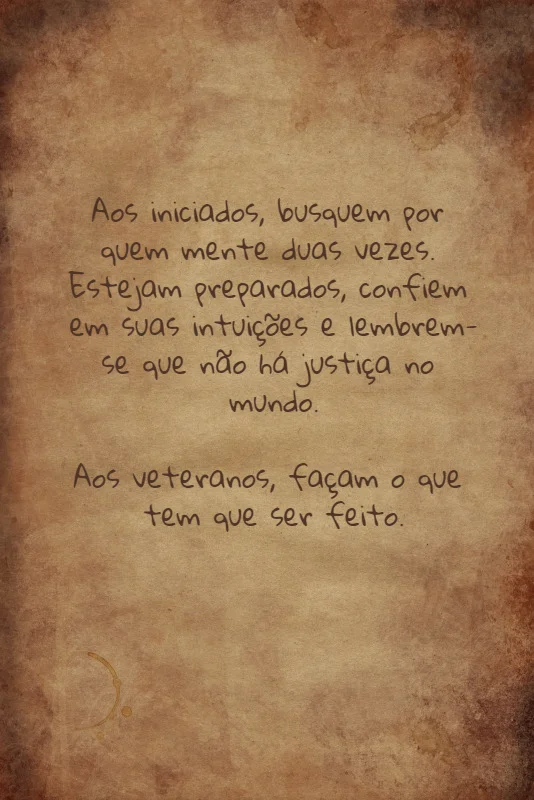 Aos iniciados, busquem por
quem mente duas vezes.
Estejam preparados, confiem
em suas intuições e lembrem-
se que não há justiça no
mundo.
Aos veteranos, façam o que
tem que ser feito.